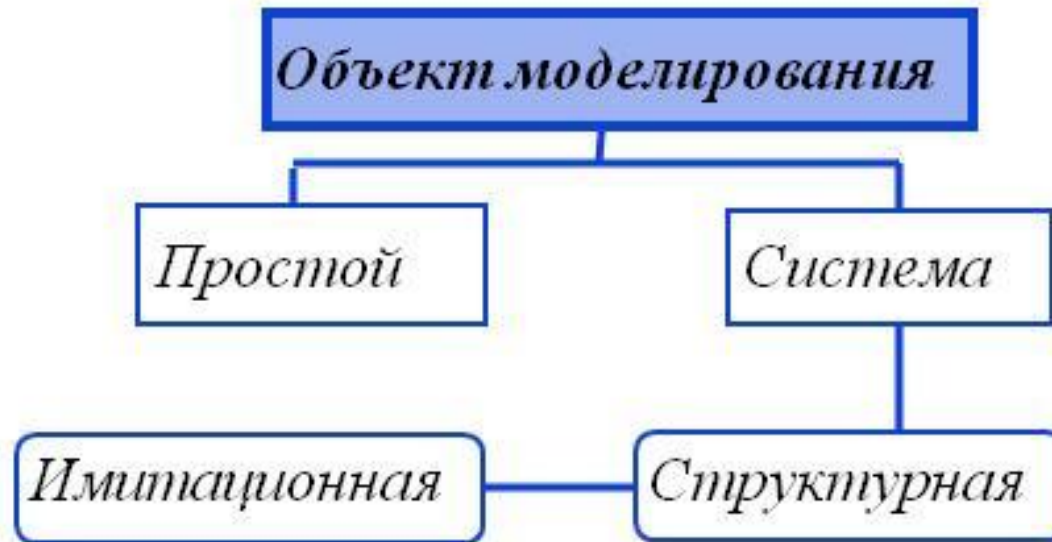 Объект моделирования
Простой
Система
Имитационная
Структурная